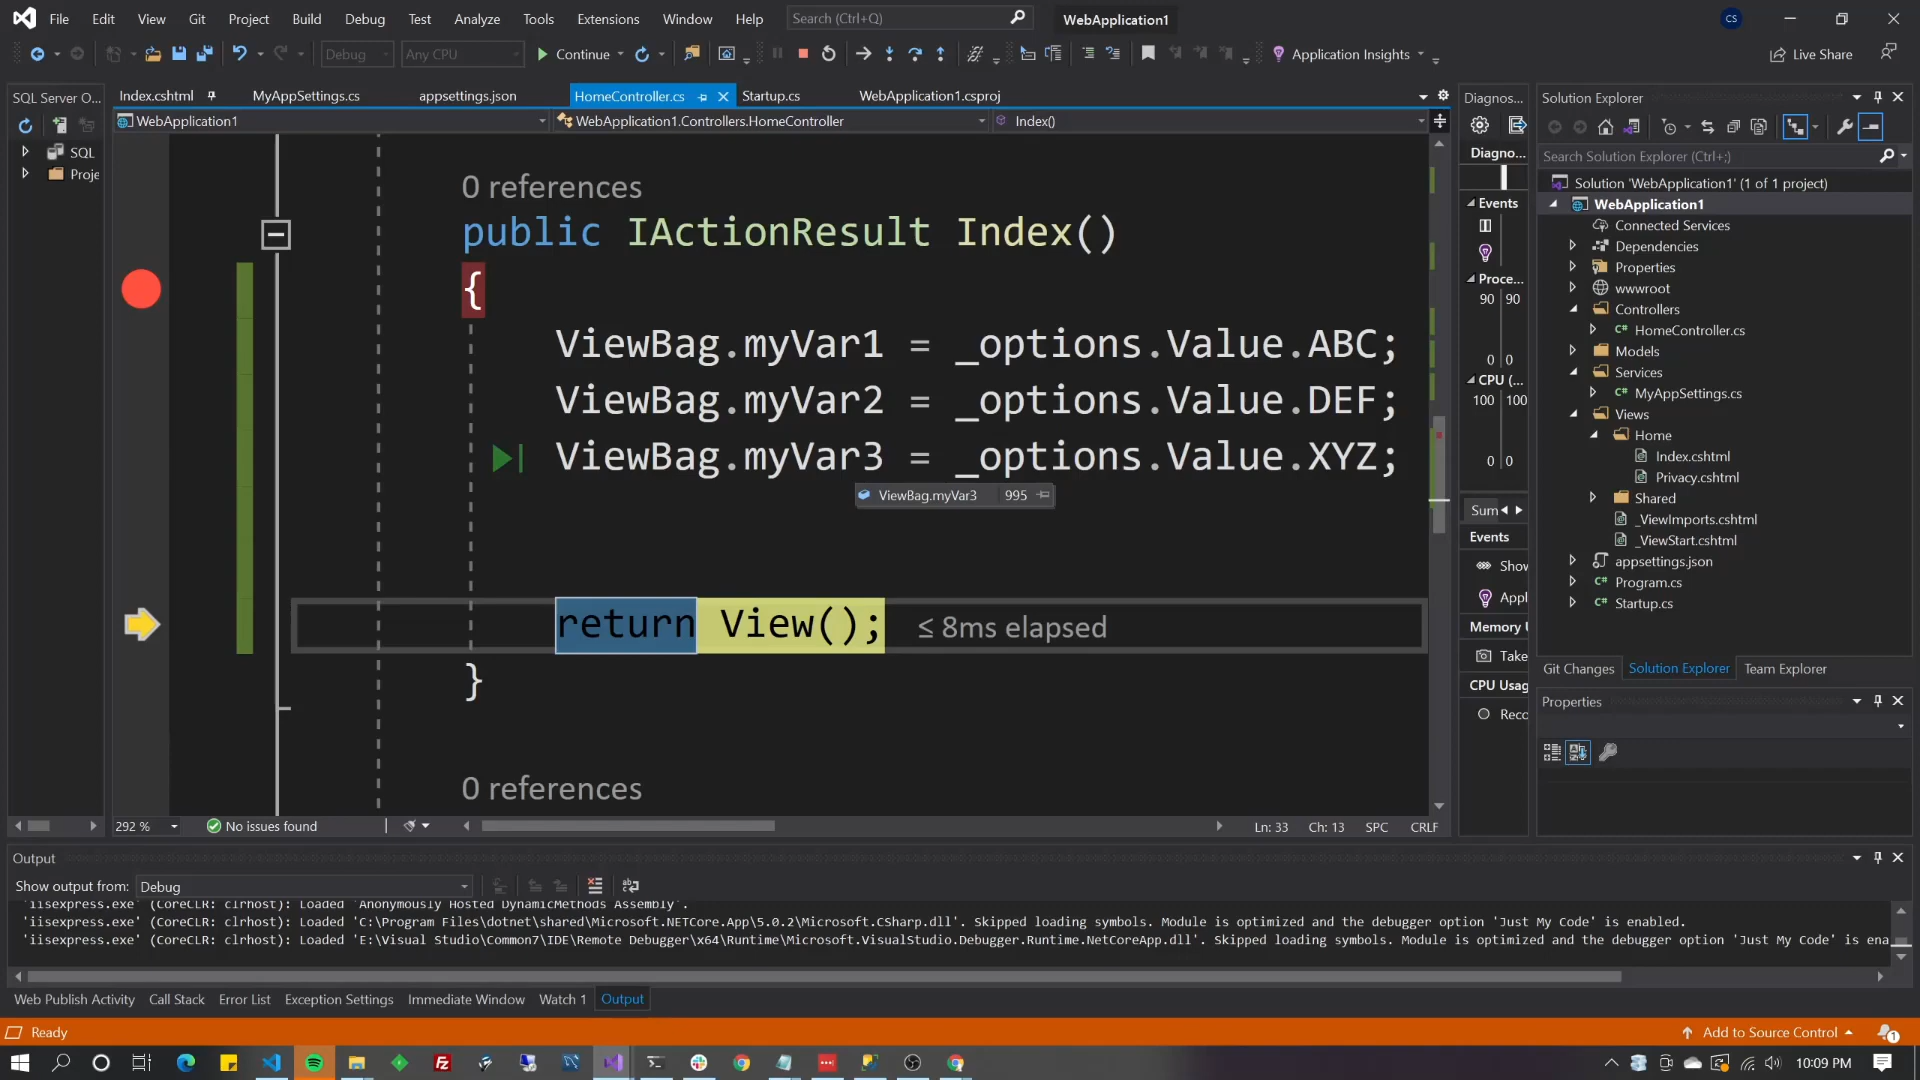 File Edit View Git Project Build Debug Test Analyze Tools Extensions Window Help Search (Ctrl+Q) WebApplication1 CS
Debug Any CPU Continue Application Insights Live Share
SQL Server O...
SQL
Proje
Index.cshtml MyAppSettings.cs appsettings.json HomeController.cs Startup.cs WebApplication1.csproj
WebApplication1 WebApplication1.Controllers.HomeController Index()
0 references
public IActionResult Index()
{
ViewBag.myVar1 = _options.Value.ABC;
ViewBag.myVar2 = _options.Value.DEF;
ViewBag.myVar3 = _options.Value.XYZ;
ViewBag.myVar3 995
return View(); ≤ 8ms elapsed
}
0 references
292 % No issues found Ln: 33 Ch: 13 SPC CRLF
Diagnos...
Diagno...
Events
Proce...
90 90
0 0
CPU (...
100 100
0 0
Sum
Events
Show
Appl
Memory U
Take
CPU Usag
Reco
Solution Explorer
Search Solution Explorer (Ctrl+;)
Solution 'WebApplication1' (1 of 1 project)
WebApplication1
Connected Services
Dependencies
Properties
wwwroot
Controllers
C# HomeController.cs
Models
Services
C# MyAppSettings.cs
Views
Home
Index.cshtml
Privacy.cshtml
Shared
_ViewImports.cshtml
_ViewStart.cshtml
appsettings.json
C# Program.cs
C# Startup.cs
Git Changes Solution Explorer Team Explorer
Properties
Output
Show output from: Debug
'iisexpress.exe' (CoreCLR: clrhost): Loaded 'Anonymously Hosted DynamicMethods Assembly'.
'iisexpress.exe' (CoreCLR: clrhost): Loaded 'C:\Program Files\dotnet\shared\Microsoft.NETCore.App\5.0.2\Microsoft.CSharp.dll'. Skipped loading symbols. Module is optimized and the debugger option 'Just My Code' is enabled.
'iisexpress.exe' (CoreCLR: clrhost): Loaded 'E:\Visual Studio\Common7\IDE\Remote Debugger\x64\Runtime\Microsoft.VisualStudio.Debugger.Runtime.NetCoreApp.dll'. Skipped loading symbols. Module is optimized and the debugger option 'Just My Code' is ena
Web Publish Activity Call Stack Error List Exception Settings Immediate Window Watch 1 Output
Ready Add to Source Control 1
10:09 PM